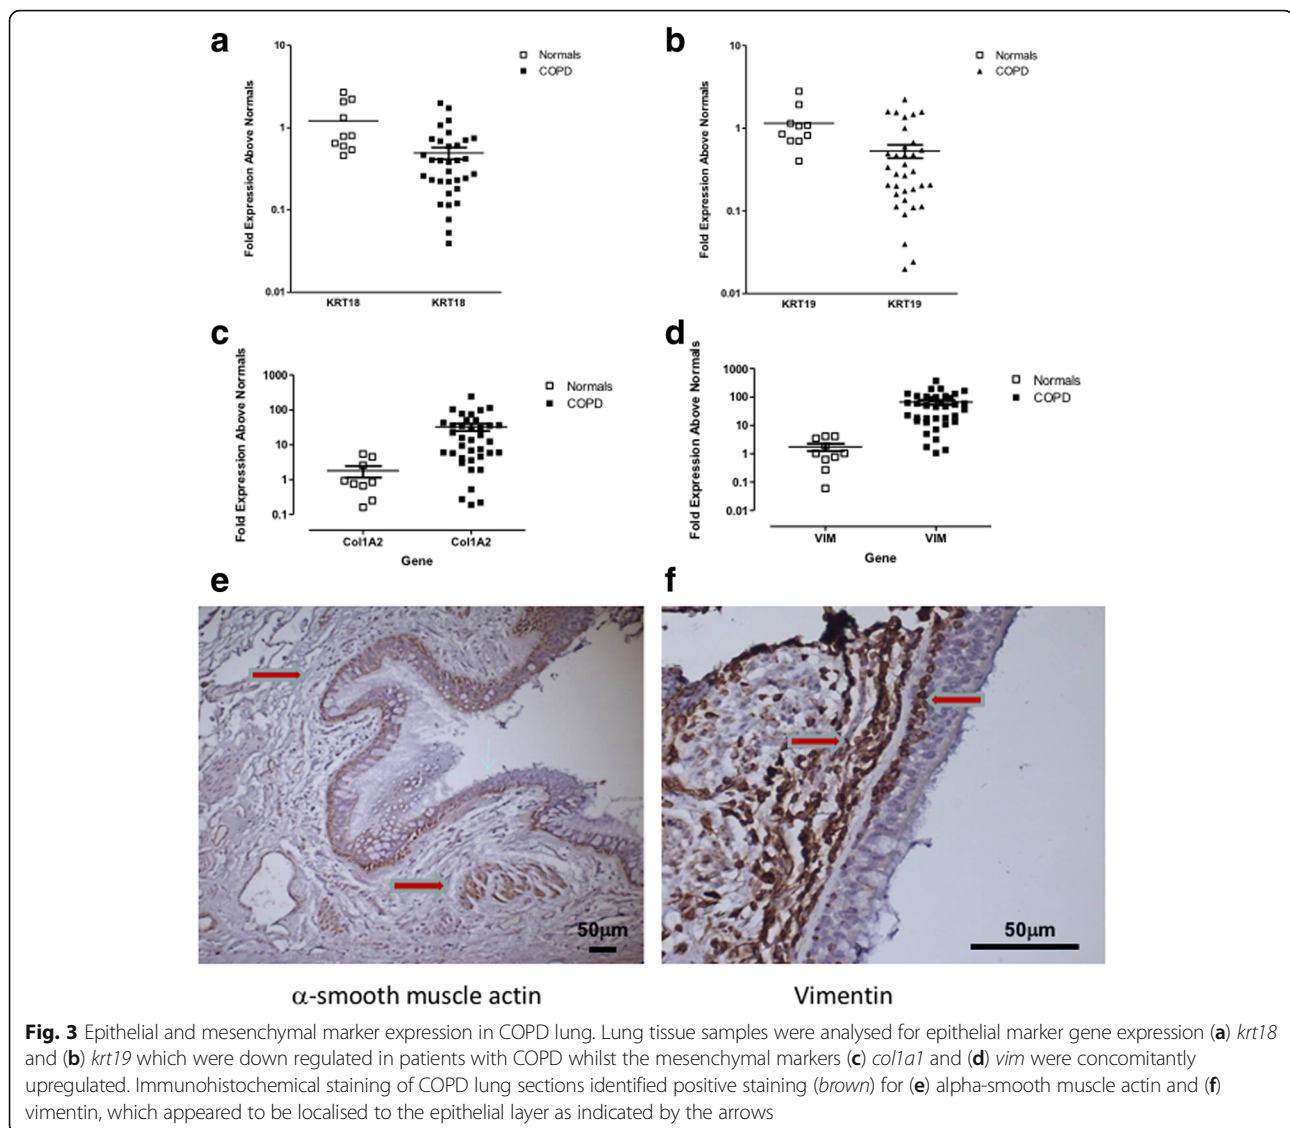 a
10
1
0.1
0.01
Fold Expression Above Normals
KRT18
KRT18
Normals
COPD
b
10
1
0.1
0.01
Fold Expression Above Normals
KRT19
KRT19
Normals
COPD
c
1000
100
10
1
0.1
Fold Expression Above Normals
Col1A2
Col1A2
Gene
Normals
COPD
d
1000
100
10
1
0.1
0.01
Fold Expression Above Normals
VIM
VIM
Gene
Normals
COPD
e
50μm
α-smooth muscle actin
f
50μm
Vimentin
Fig. 3 Epithelial and mesenchymal marker expression in COPD lung. Lung tissue samples were analysed for epithelial marker gene expression (a) krt18
and (b) krt19 which were down regulated in patients with COPD whilst the mesenchymal markers (c) col1a1 and (d) vim were concomitantly
upregulated. Immunohistochemical staining of COPD lung sections identified positive staining (brown) for (e) alpha-smooth muscle actin and (f)
vimentin, which appeared to be localised to the epithelial layer as indicated by the arrows